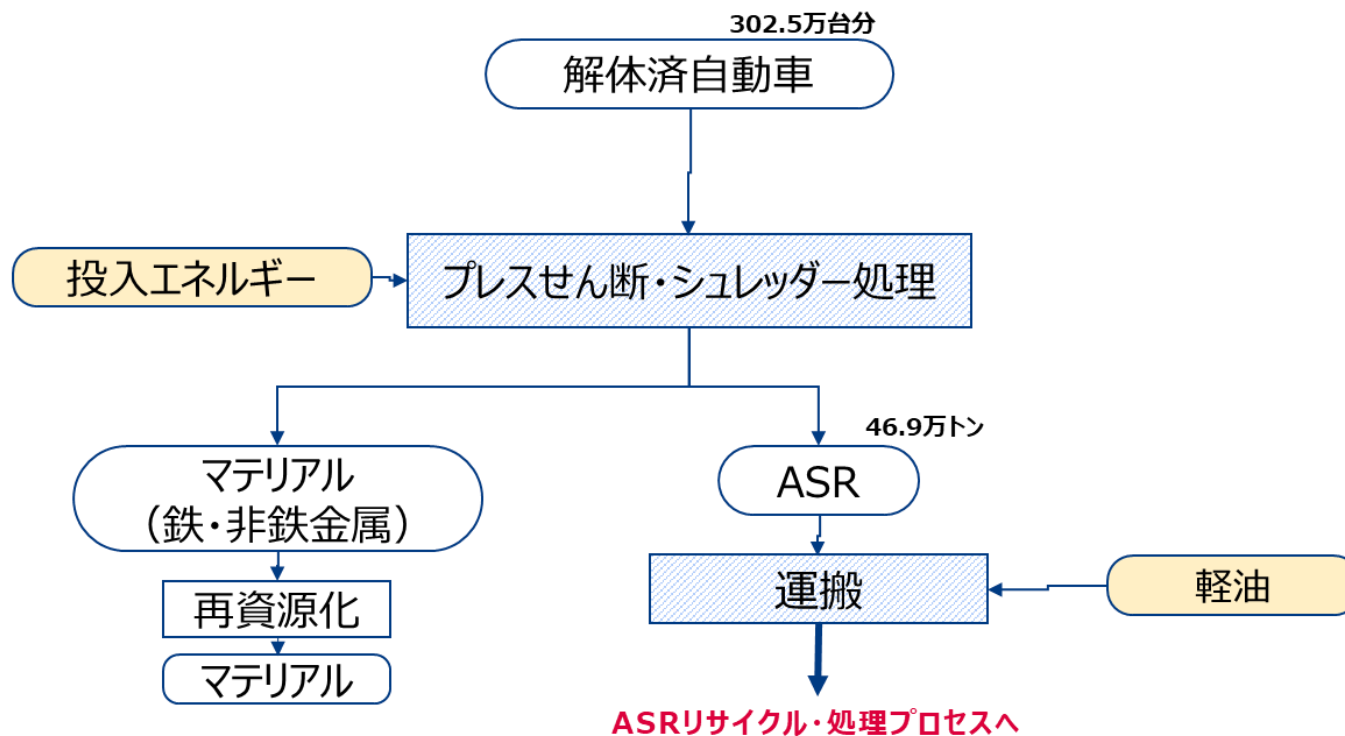 302.5万台分
解体済自動車
投入エネルギー
プレスせん断・シュレッダー処理
46.9万トン
マテリアル
（鉄・非鉄金属）
ASR
再資源化
運搬
軽油
マテリアル
ASRリサイクル・処理プロセスへ